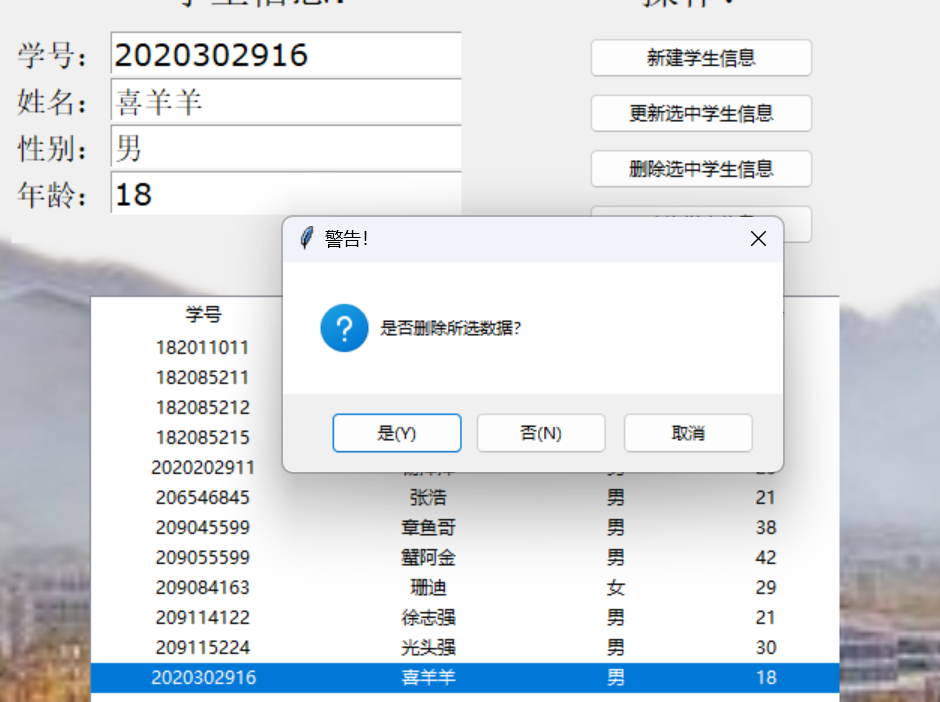 学号： 2020302916
姓名： 喜羊羊
性别： 男
年龄： 18
新建学生信息
更新选中学生信息
删除选中学生信息
警告!
是否删除所选数据?
是(Y) 否(N) 取消
学号
182011011
182085211
182085212
182085215
2020202911
206546845 张浩 男 21
209045599 章鱼哥 男 38
209055599 蟹阿金 男 42
209084163 珊迪 女 29
209114122 徐志强 男 21
209115224 光头强 男 30
2020302916 喜羊羊 男 18